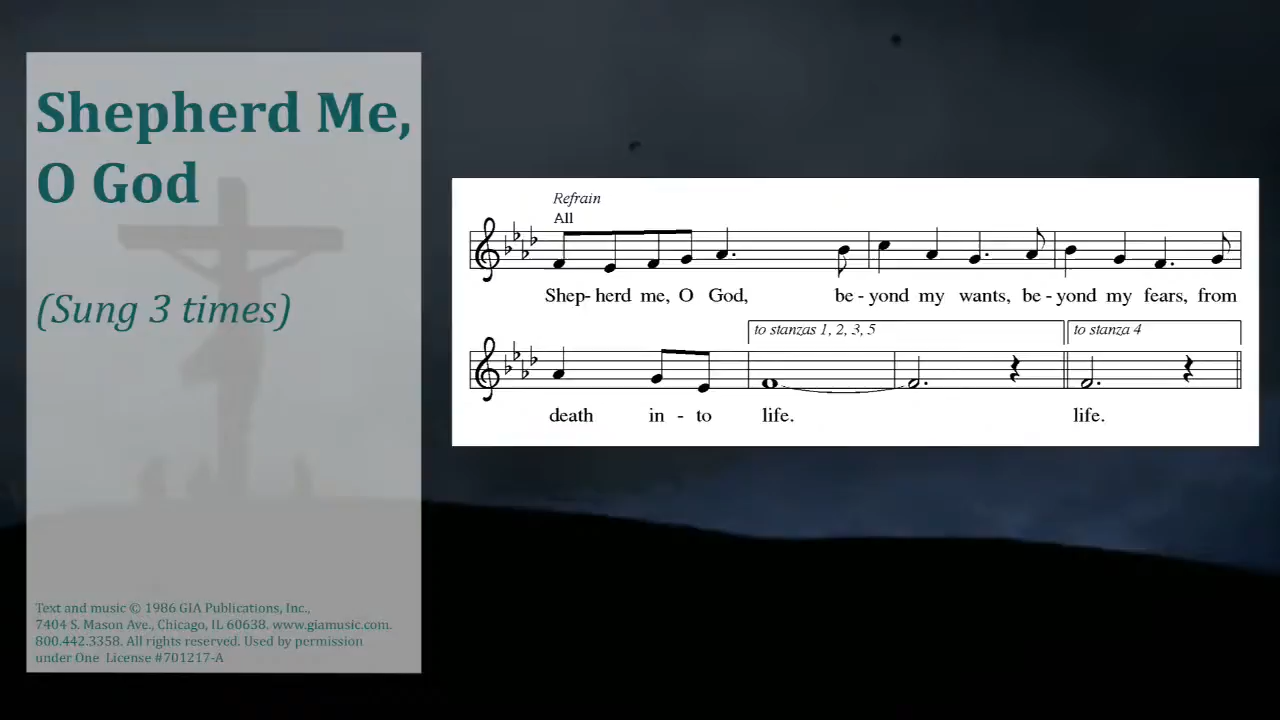 Shepherd Me,
O God
(Sung 3 times)
Text and music © 1986 GIA Publications, Inc.,
7404 S. Mason Ave., Chicago, IL 60638. www.giamusic.com.
800.442.3358. All rights reserved. Used by permission
under One License #701217-A
Refrain
All
Shep- herd me, O God, be - yond my wants, be - yond my fears, from
to stanzas 1, 2, 3, 5 to stanza 4
death in - to life. life.